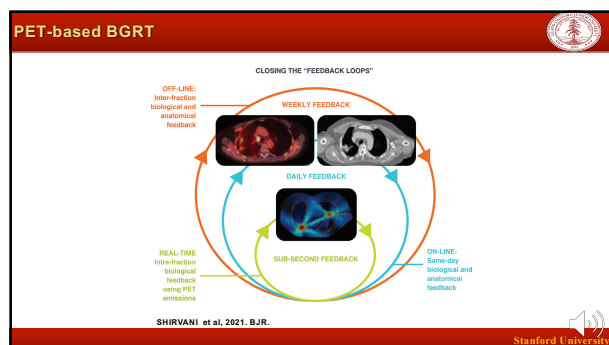 PET-based BGRT
CLOSING THE “FEEDBACK LOOPS”
OFF-LINE:
Inter-fraction
biological and
anatomical
feedback
WEEKLY FEEDBACK
DAILY FEEDBACK
REAL-TIME
Intra-fraction
biological
feedback
using PET
emissions
SUB-SECOND FEEDBACK
ON-LINE:
Same-day
biological and
anatomical
feedback
SHIRVANI et al, 2021. BJR.
Stanford University